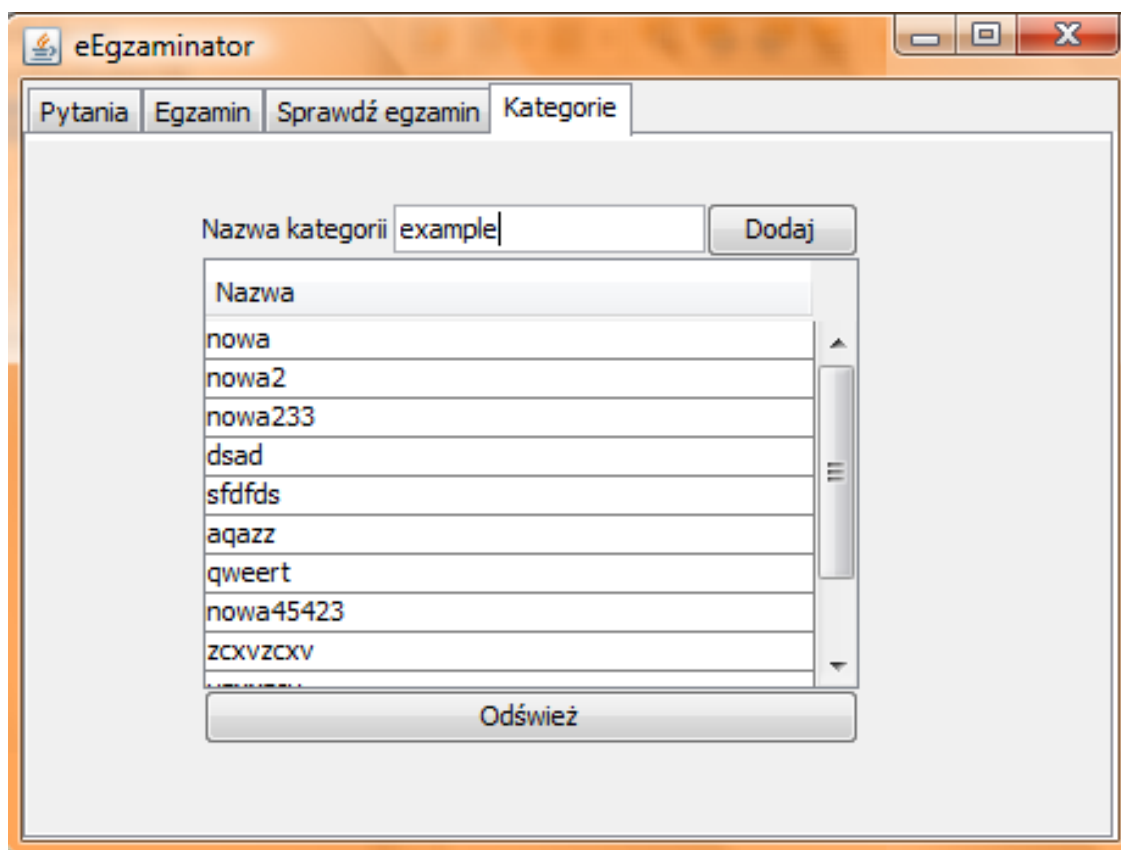 eEgzaminator
Pytania Egzamin Sprawdź egzamin Kategorie
Nazwa kategorii example Dodaj
Nazwa
nowa
nowa2
nowa233
dsad
sfdfds
aqazz
qweert
nowa45423
zcxvzcxv
Odśwież